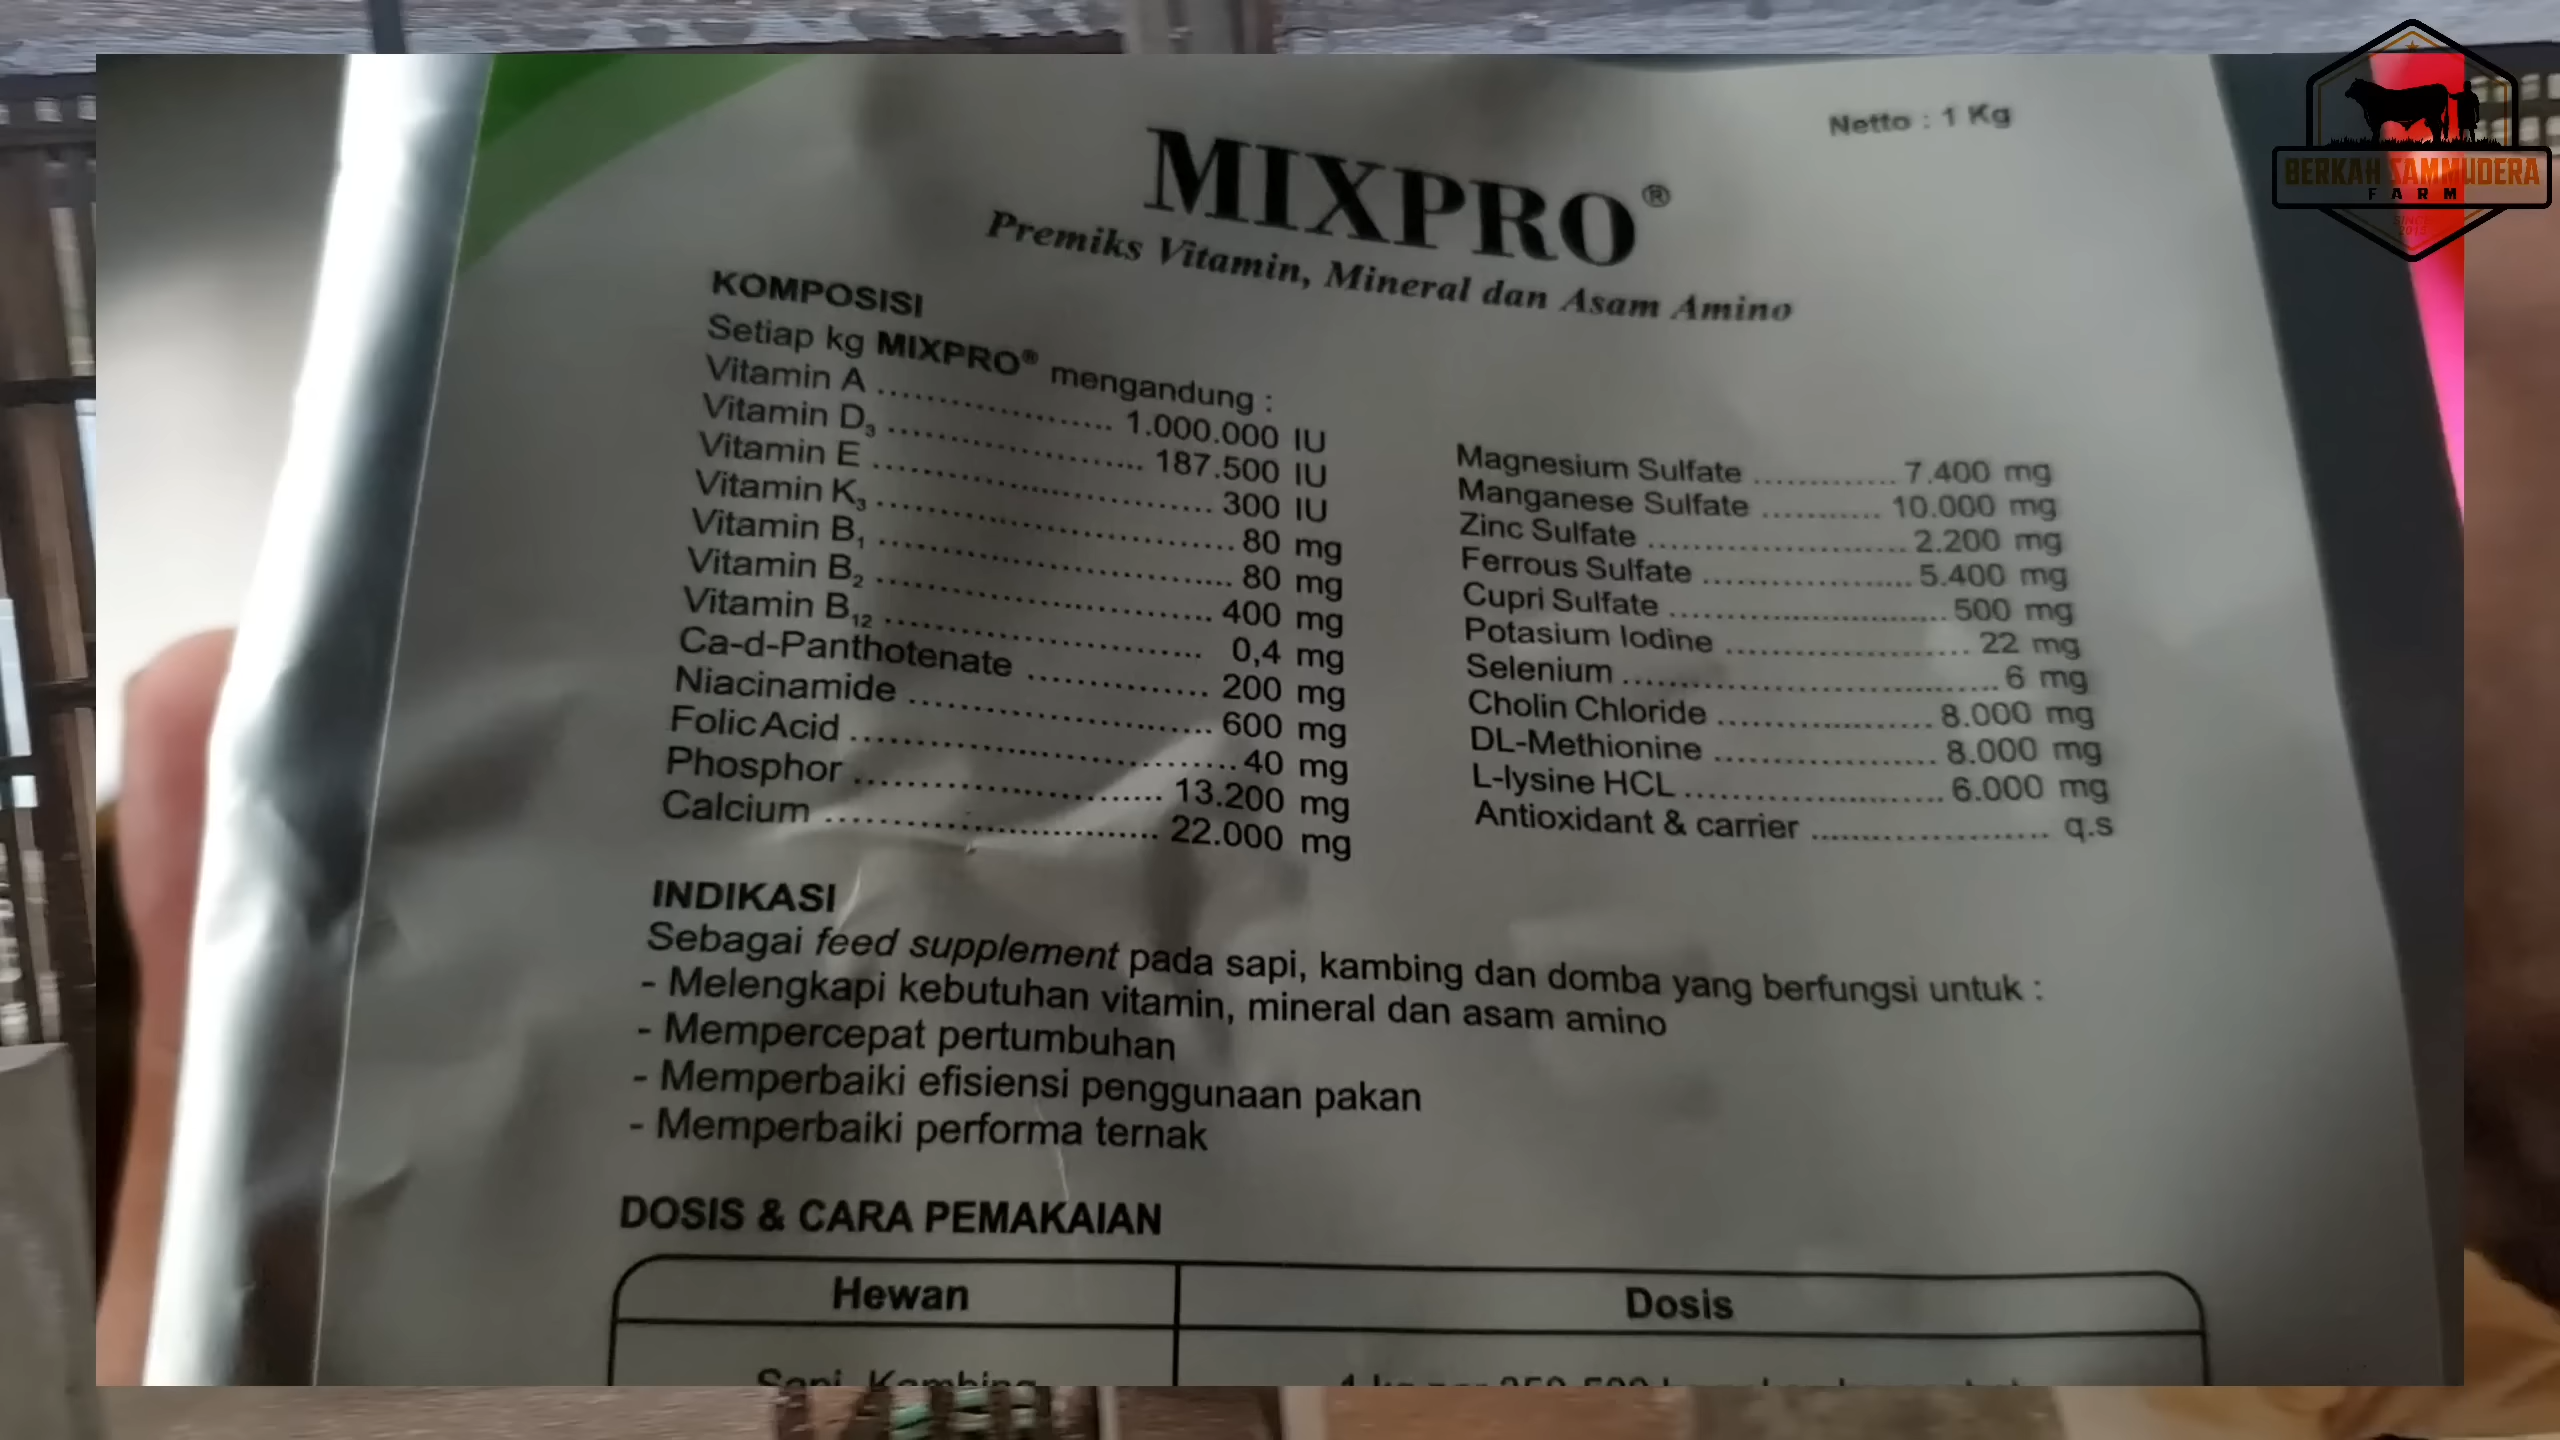 Netto : 1 Kg
MIXPRO®
Premiks Vitamin, Mineral dan Asam Amino
KOMPOSISI
Setiap kg MIXPRO® mengandung :
Vitamin A .................... 1.000.000 IU
Vitamin D3 .................... 187.500 IU
Vitamin E .................... 300 IU
Vitamin K3 .................... 80 mg
Vitamin B1 .................... 80 mg
Vitamin B2 .................... 400 mg
Vitamin B12 .................... 0,4 mg
Ca-d-Panthotenate .............. 200 mg
Niacinamide .................... 600 mg
Folic Acid .................... 40 mg
Phosphor .................... 13.200 mg
Calcium .................... 22.000 mg
Magnesium Sulfate ............. 7.400 mg
Manganese Sulfate ........... 10.000 mg
Zinc Sulfate .................... 2.200 mg
Ferrous Sulfate .................... 5.400 mg
Cupri Sulfate .................... 500 mg
Potasium Iodine .................... 22 mg
Selenium .................... 6 mg
Cholin Chloride .................... 8.000 mg
DL-Methionine .................... 8.000 mg
L-lysine HCL .................... 6.000 mg
Antioxidant & carrier .................... q.s
INDIKASI
Sebagai feed supplement pada sapi, kambing dan domba yang berfungsi untuk :
- Melengkapi kebutuhan vitamin, mineral dan asam amino
- Mempercepat pertumbuhan
- Memperbaiki efisiensi penggunaan pakan
- Memperbaiki performa ternak
DOSIS & CARA PEMAKAIAN
Hewan Dosis
Sapi, Kambing
BERKAH SAMMUDERA
FARM
SINCE
2015